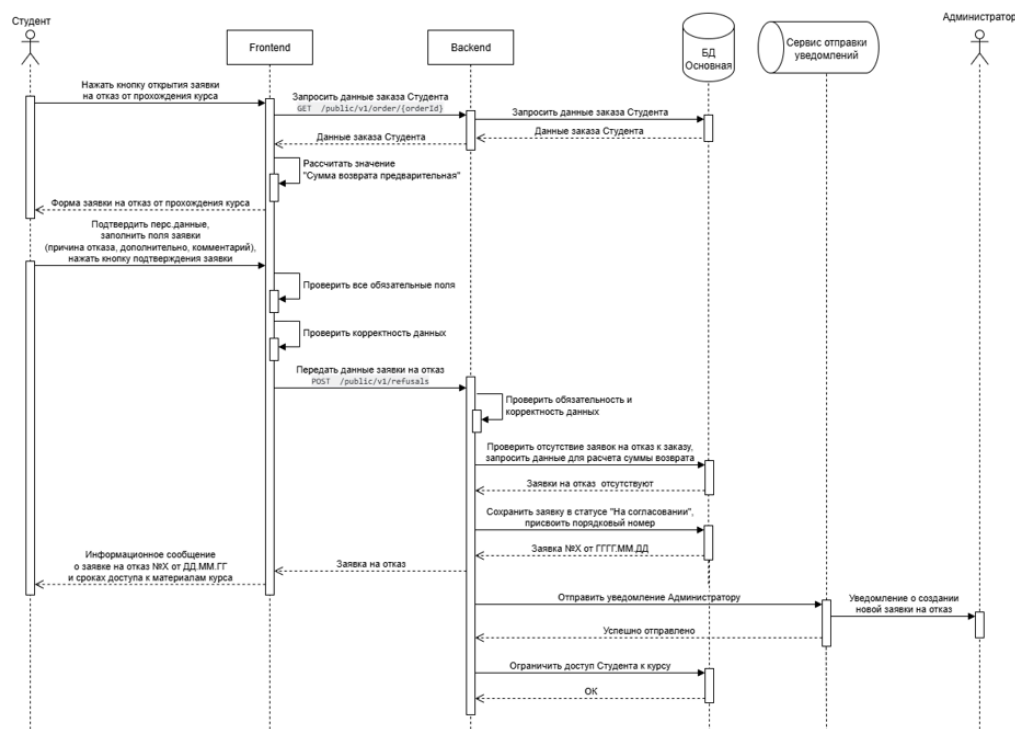 Студент
Администратор
Frontend
Backend
БД
Основная
Сервис отправки
уведомлений
Нажать кнопку открытия заявки
на отказ от прохождения курса
Запросить данные заказа Студента
GET /public/v1/order/{orderId}
Запросить данные заказа Студента
Данные заказа Студента
Данные заказа Студента
Рассчитать значение
"Сумма возврата предварительная"
Форма заявки на отказ от прохождения курса
Подтвердить перс.данные,
заполнить поля заявки
(причина отказа, дополнительно, комментарий),
нажать кнопку подтверждения заявки
Проверить все обязательные поля
Проверить корректность данных
Передать данные заявки на отказ
POST /public/v1/refusals
Проверить обязательность и
корректность данных
Проверить отсутствие заявок на отказ к заказу,
запросить данные для расчета суммы возврата
Заявки на отказ отсутствуют
Сохранить заявку в статусе "На согласовании",
присвоить порядковый номер
Заявка №X от ГГГГ.ММ.ДД
Информационное сообщение
о заявке на отказ №X от ДД.ММ.ГГ
и сроках доступа к материалам курса
Заявка на отказ
Отправить уведомление Администратору
Уведомление о создании
новой заявки на отказ
Успешно отправлено
Ограничить доступ Студента к курсу
ОК